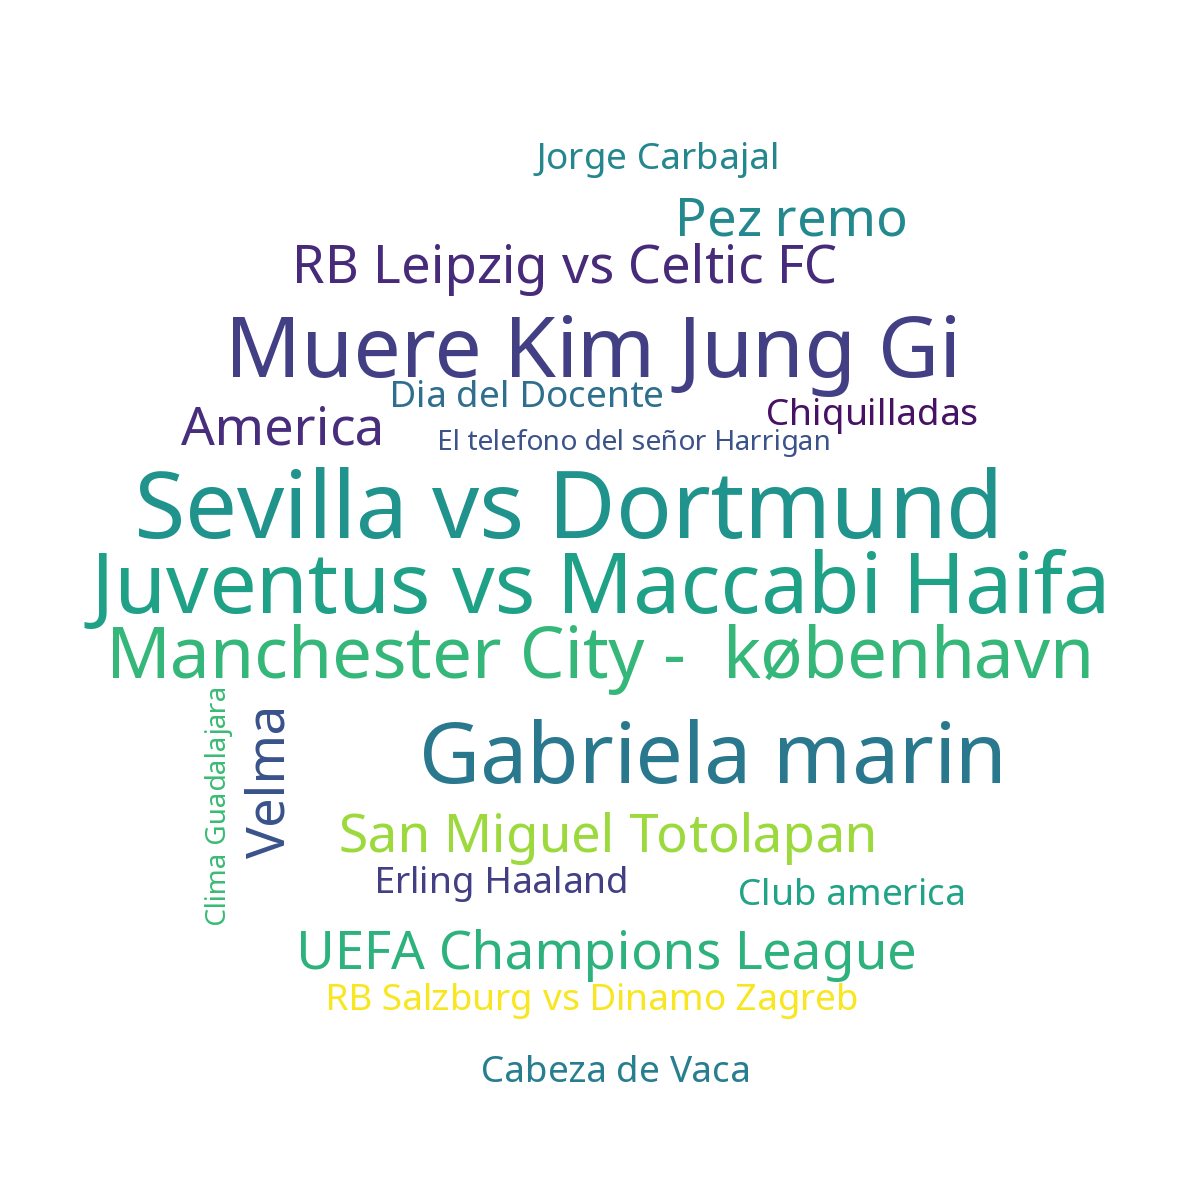 Jorge Carbajal
Pez remo
RB Leipzig vs Celtic FC
Muere Kim Jung Gi
Dia del Docente
Chiquilladas
America
El telefono del señor Harrigan
Sevilla vs Dortmund
Juventus vs Maccabi Haifa
Manchester City -  københavn
Clima Guadalajara
Velma
Gabriela marin
San Miguel Totolapan
Erling Haaland
Club america
UEFA Champions League
RB Salzburg vs Dinamo Zagreb
Cabeza de Vaca